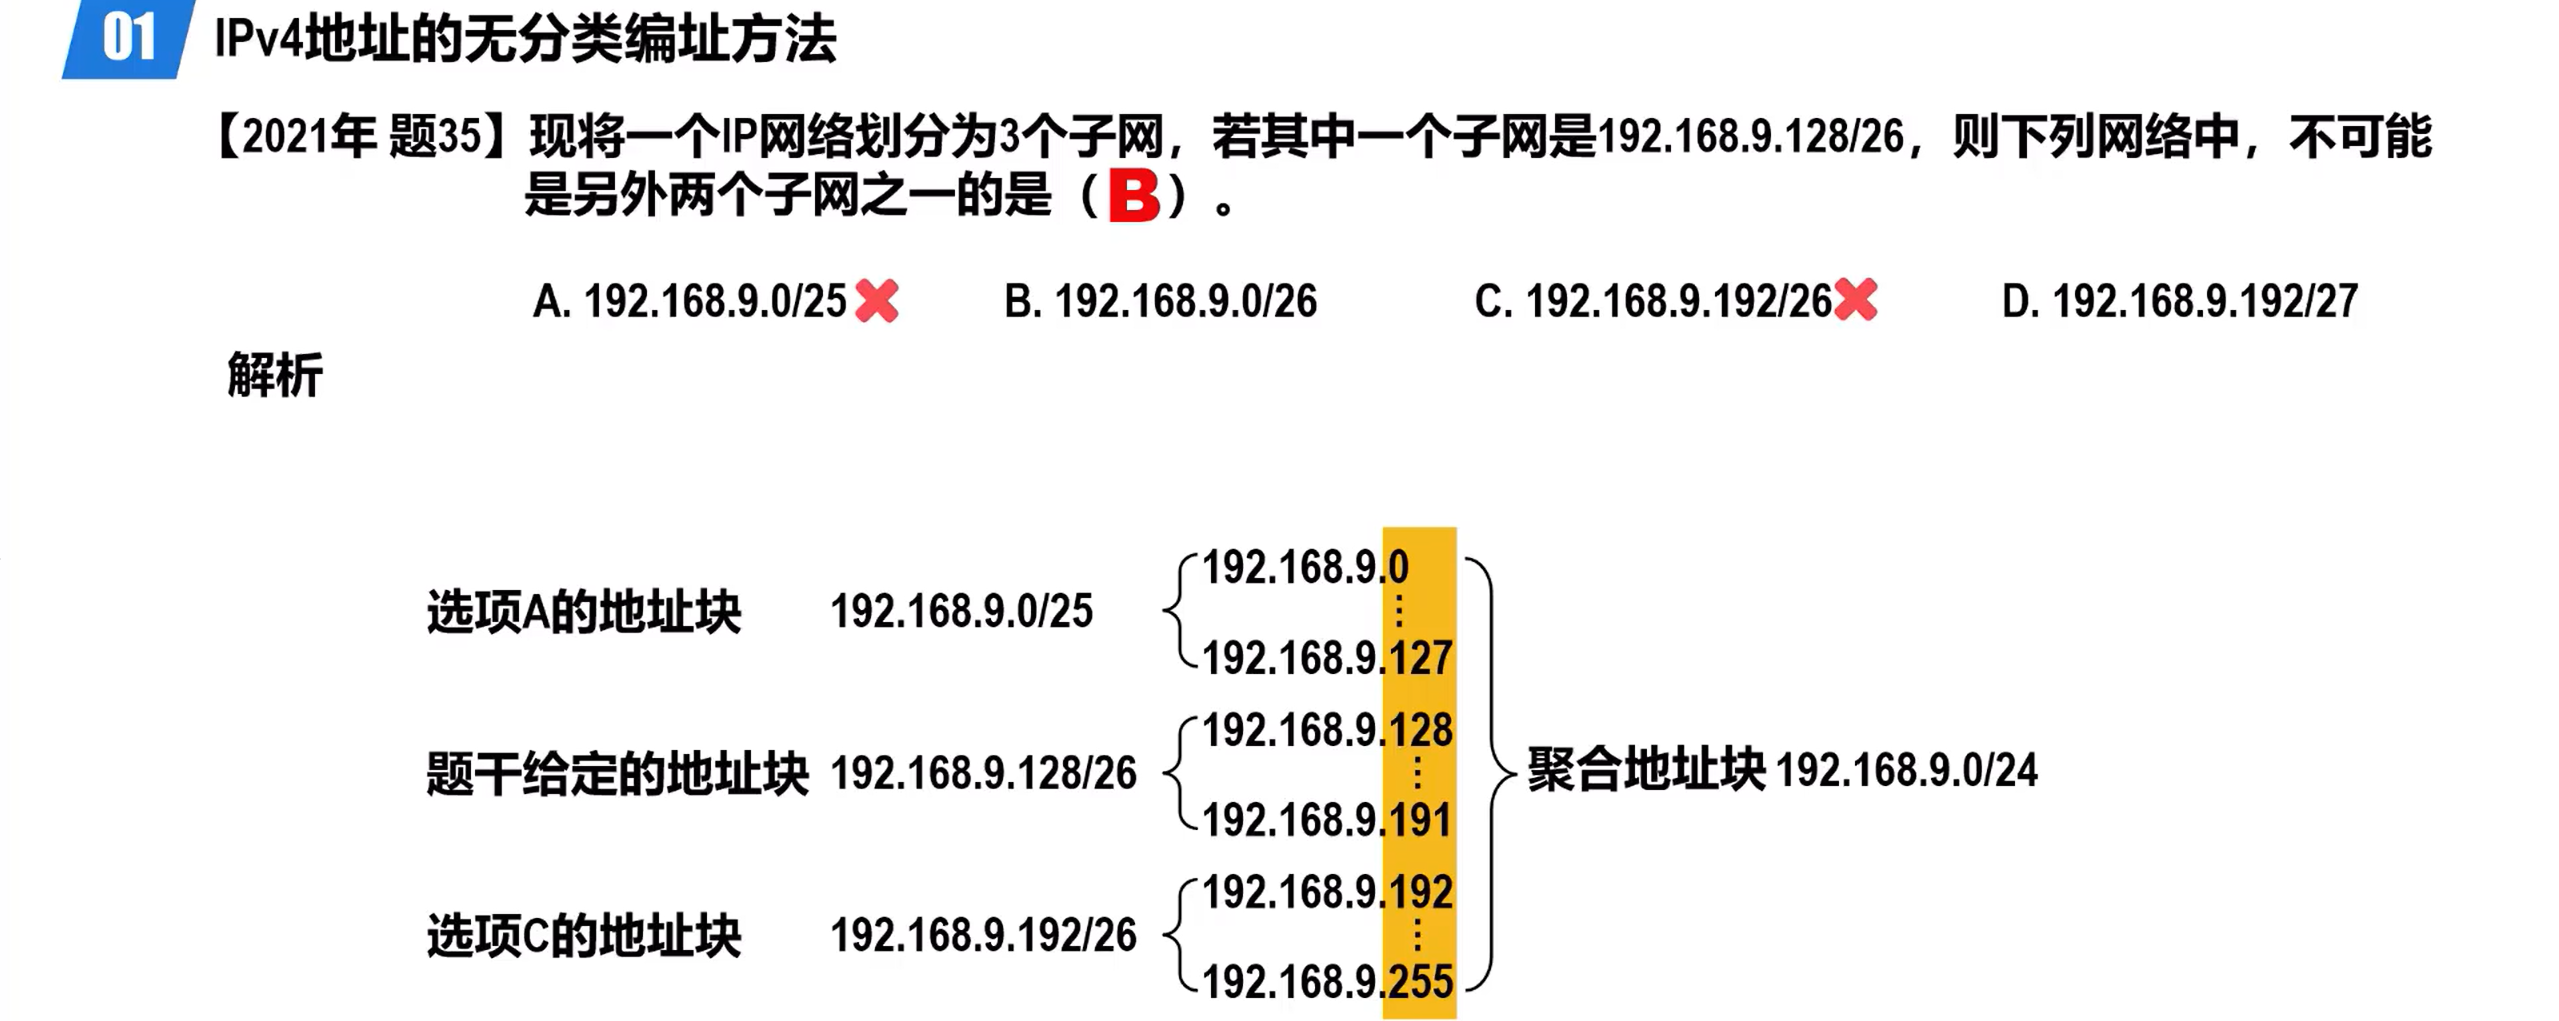 01 IPv4地址的无分类编址方法
【2021年 题35】现将一个IP网络划分为3个子网，若其中一个子网是192.168.9.128/26，则下列网络中，不可能
是另外两个子网之一的是（B）。
A. 192.168.9.0/25 B. 192.168.9.0/26 C. 192.168.9.192/26 D. 192.168.9.192/27
解析
192.168.9.0
选项A的地址块 192.168.9.0/25
192.168.9.127
192.168.9.128
题干给定的地址块 192.168.9.128/26 聚合地址块 192.168.9.0/24
192.168.9.191
192.168.9.192
选项C的地址块 192.168.9.192/26
192.168.9.255